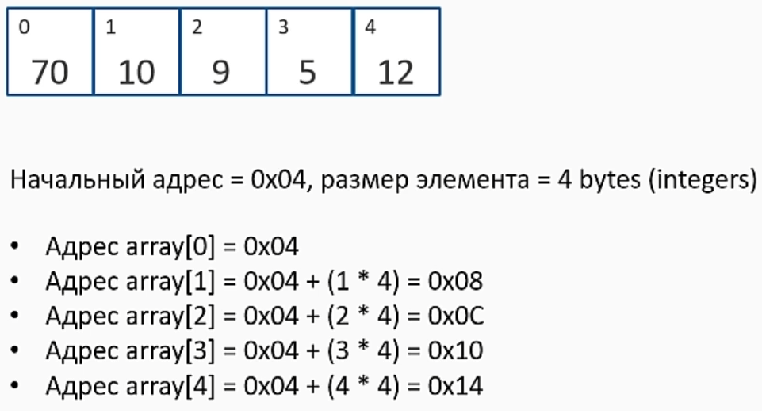 0 1 2 3 4
70 10 9 5 12
Начальный адрес = 0x04, размер элемента = 4 bytes (integers)
• Адрес array[0] = 0x04
• Адрес array[1] = 0x04 + (1 * 4) = 0x08
• Адрес array[2] = 0x04 + (2 * 4) = 0x0C
• Адрес array[3] = 0x04 + (3 * 4) = 0x10
• Адрес array[4] = 0x04 + (4 * 4) = 0x14